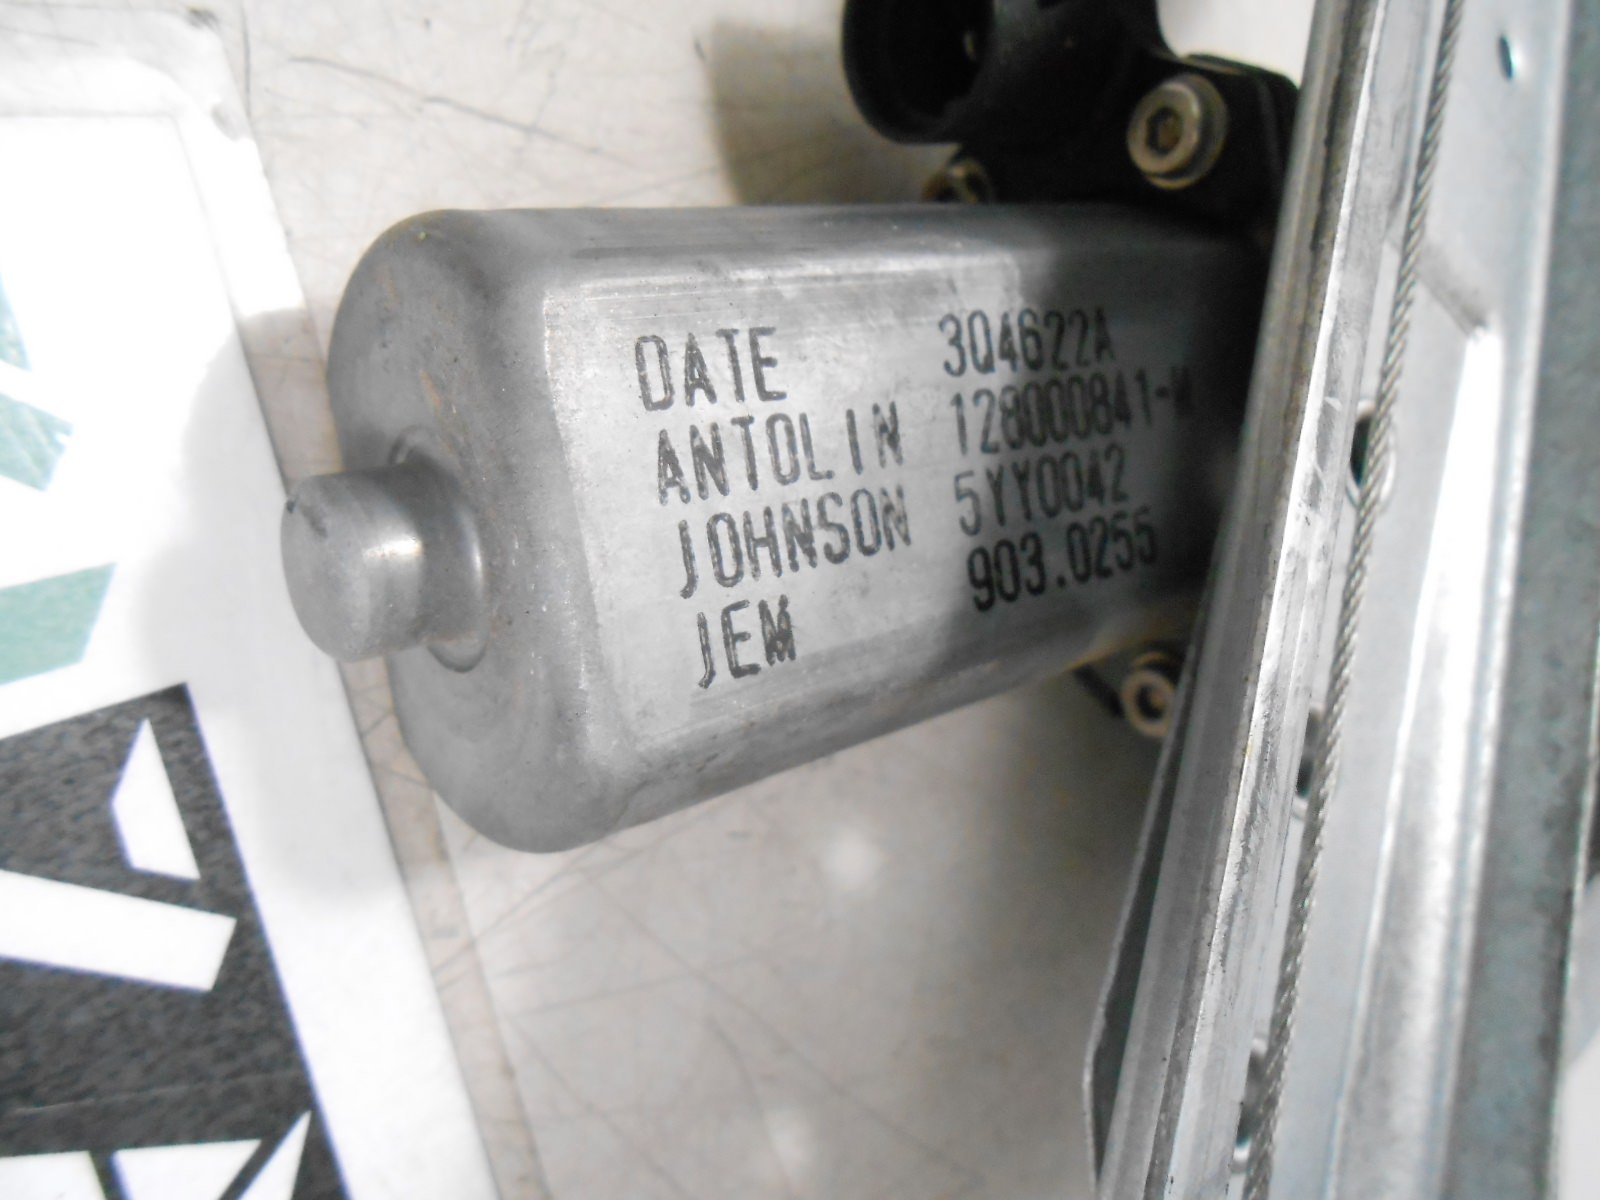 DATE 3Q4622A
ANTOLIN 128000841-M
JOHNSON 5YY0042
JEM 903.0255